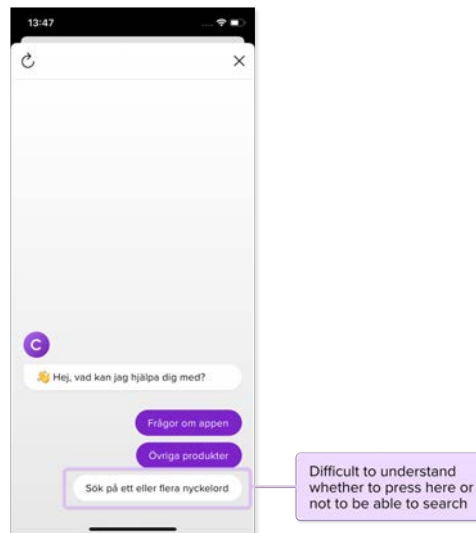 13:47
C
👋 Hej, vad kan jag hjälpa dig med?
Frågor om appen
Övriga produkter
Sök på ett eller flera nyckelord
Difficult to understand
whether to press here or
not to be able to search